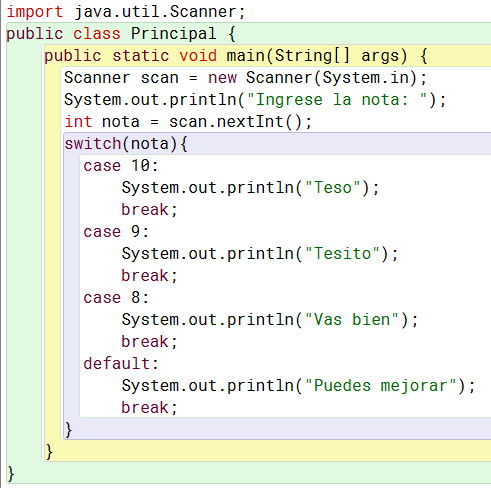 import java.util.Scanner;
public class Principal {
public static void main(String[] args) {
Scanner scan = new Scanner(System.in);
System.out.println("Ingrese la nota: ");
int nota = scan.nextInt();
switch(nota){
case 10:
System.out.println("Teso");
break;
case 9:
System.out.println("Tesito");
break;
case 8:
System.out.println("Vas bien");
break;
default:
System.out.println("Puedes mejorar");
break;
}
}
}